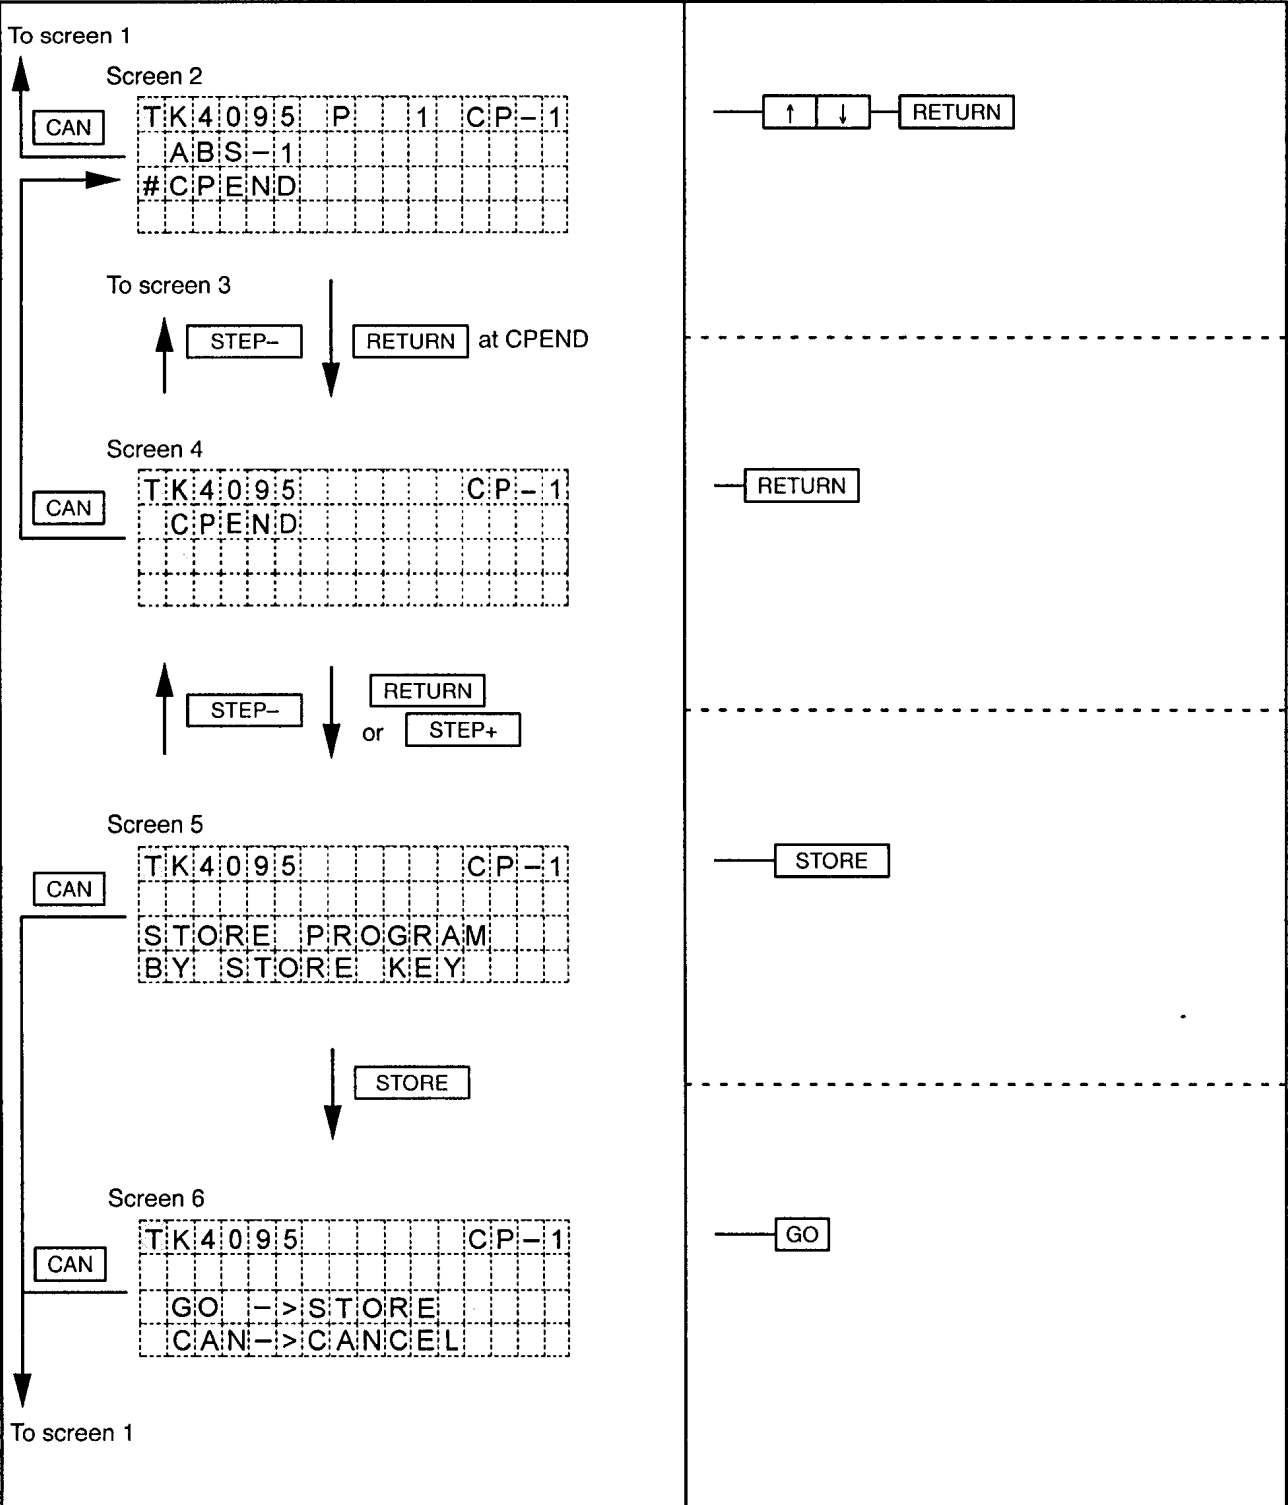 To screen 1
Screen 2
CAN
TK4095 P 1 CP-1
ABS-1
#CPEND
↑ ↓ RETURN
To screen 3
STEP– RETURN at CPEND
Screen 4
CAN
TK4095 CP-1
CPEND
RETURN
STEP– RETURN
or STEP+
Screen 5
CAN
TK4095 CP-1
STORE PROGRAM
BY STORE KEY
STORE
STORE
Screen 6
CAN
TK4095 CP-1
GO ->STORE
CAN->CANCEL
GO
To screen 1